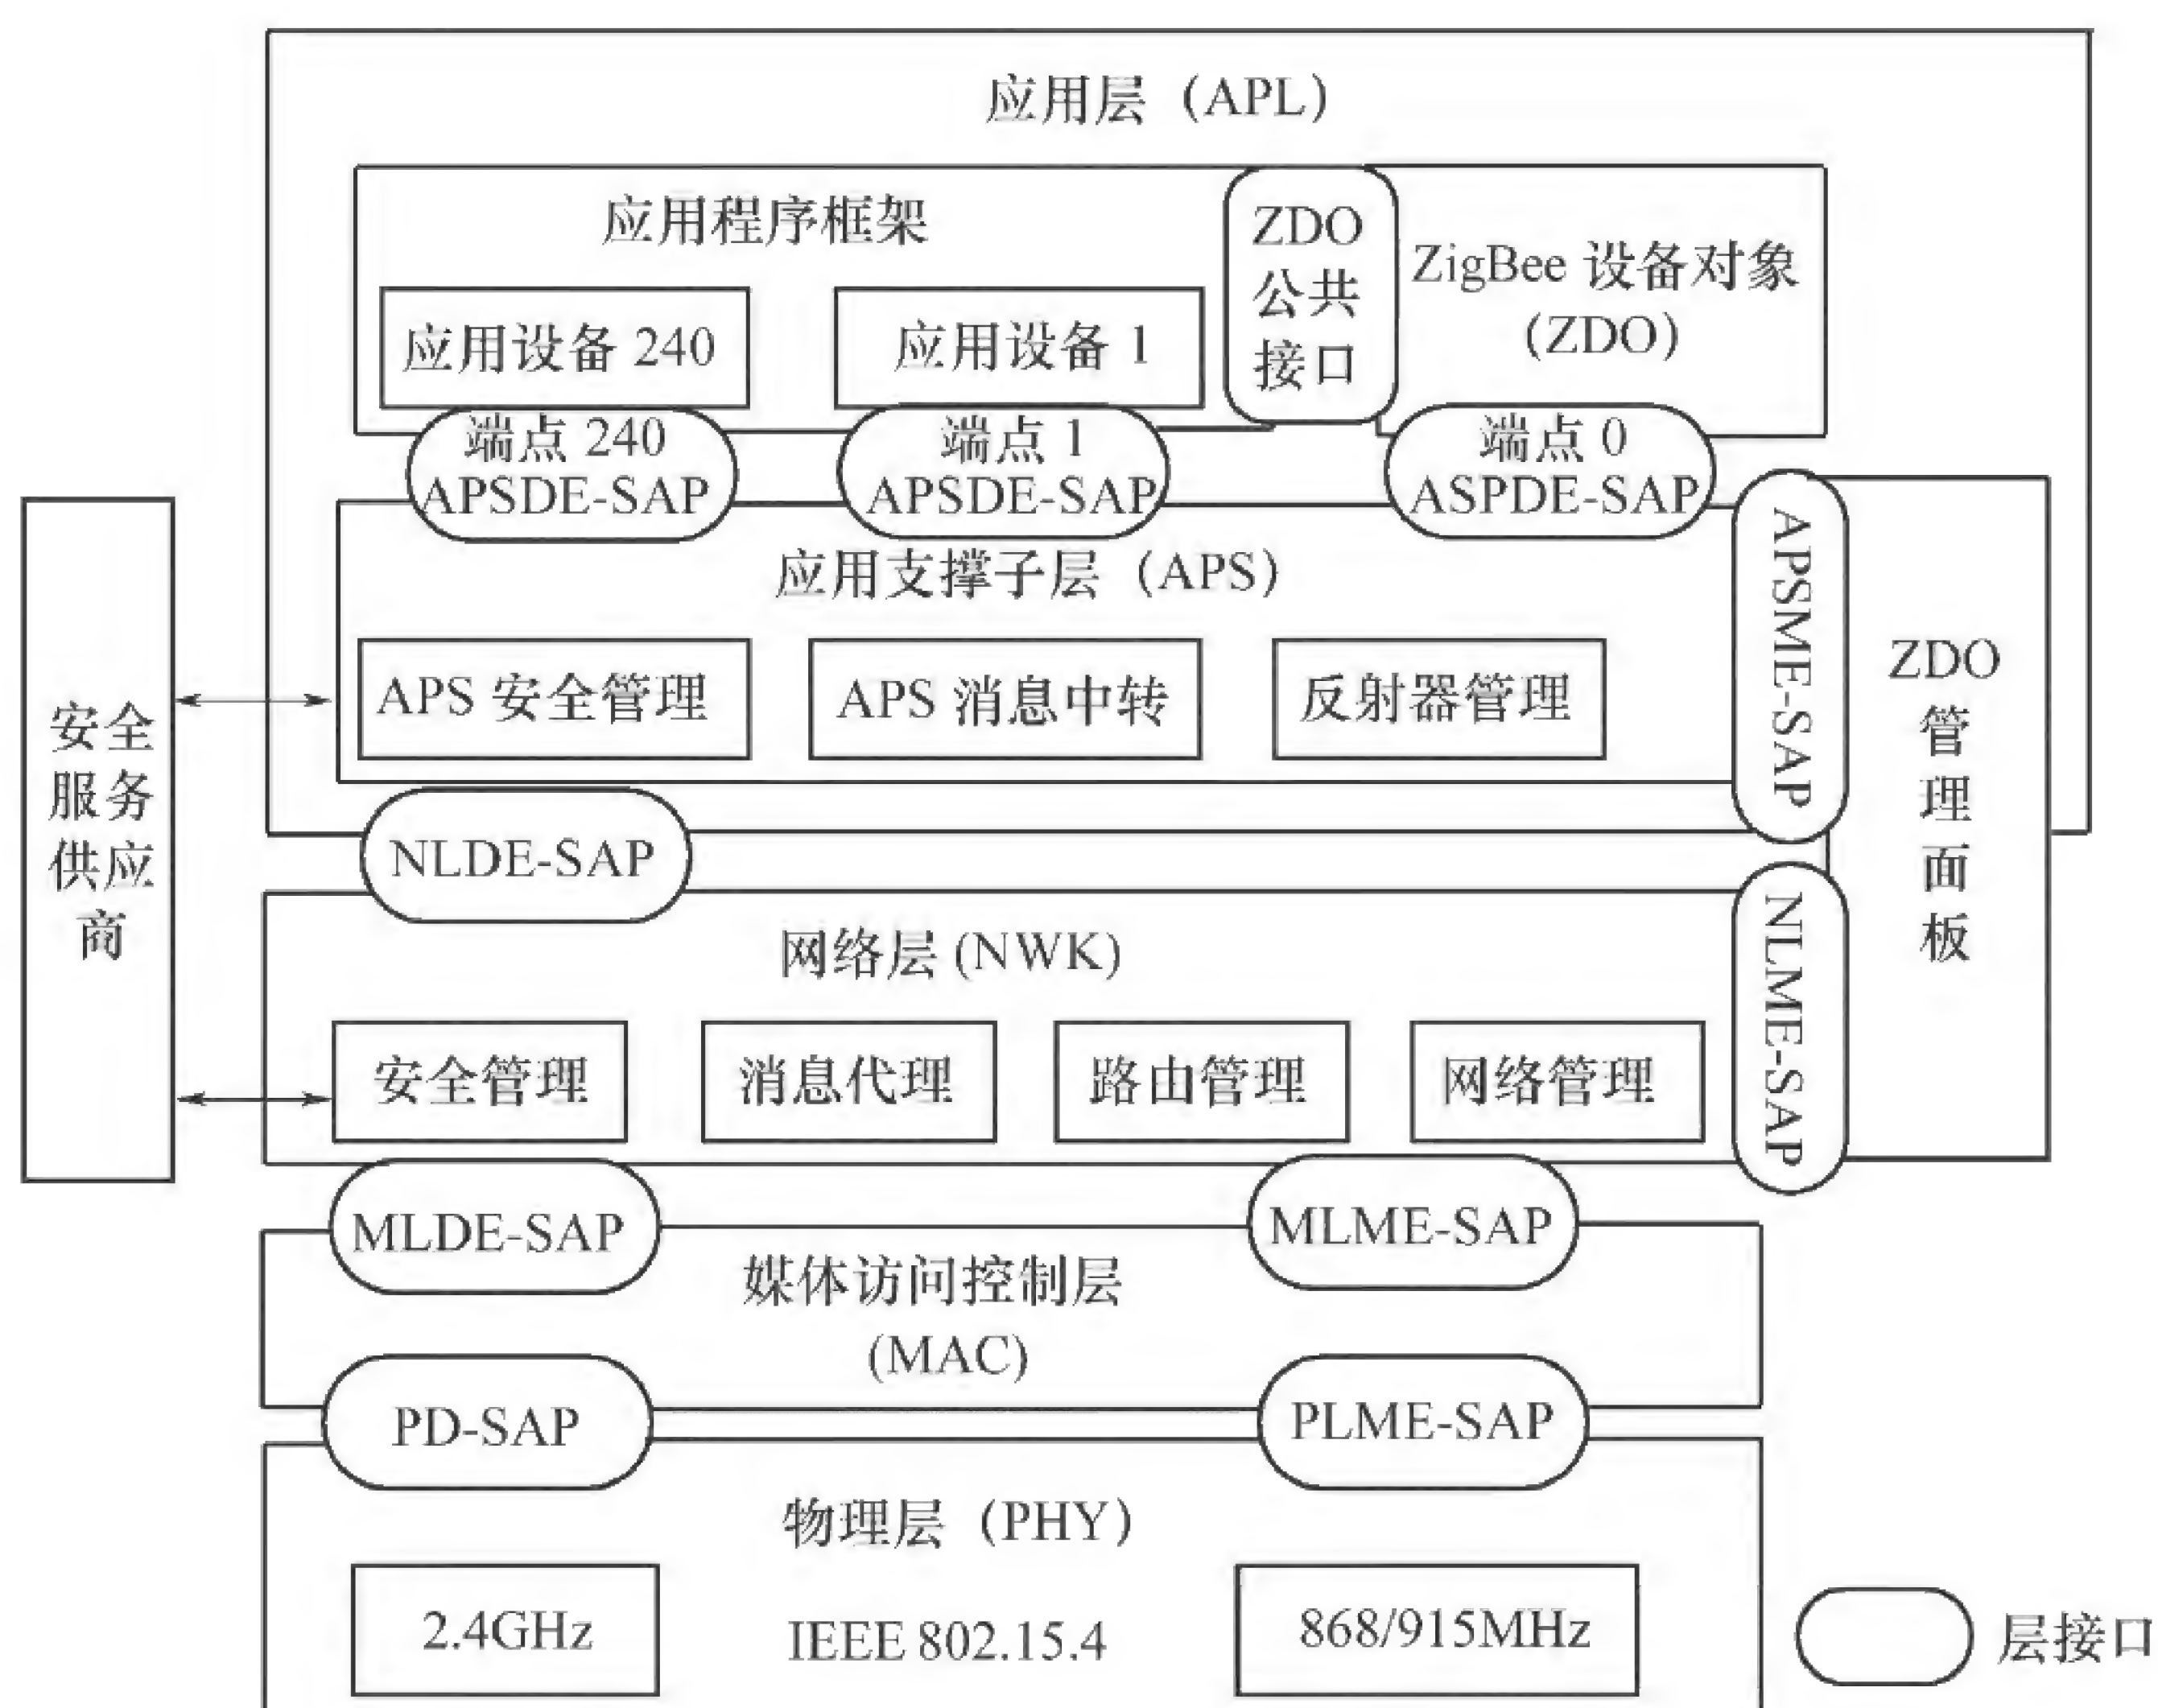 应用层（APL）
应用程序框架
ZDO
公共
接口
ZigBee 设备对象
（ZDO）
应用设备 240
应用设备 1
端点 240
APSDE-SAP
端点 1
APSDE-SAP
端点 0
ASPDE-SAP
应用支撑子层（APS）
APS 安全管理
APS 消息中转
反射器管理
APSME-SAP
ZDO
管
理
面
板
安全
服务
供应
商
NLDE-SAP
网络层 (NWK)
NLME-SAP
安全管理
消息代理
路由管理
网络管理
MLDE-SAP
MLME-SAP
媒体访问控制层
(MAC)
PD-SAP
PLME-SAP
物理层（PHY）
2.4GHz
IEEE 802.15.4
868/915MHz
层接口